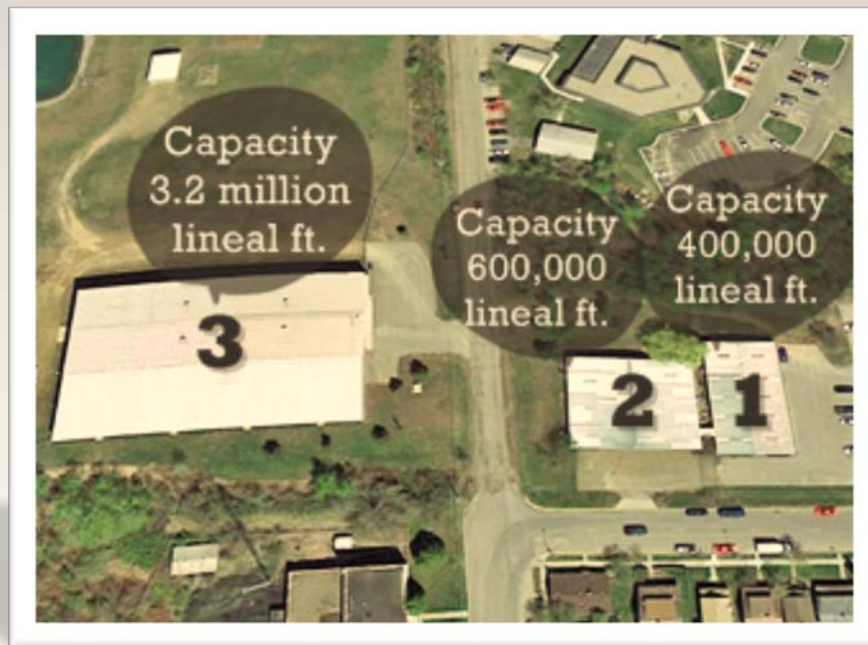 Capacity
3.2 million
lineal ft.
3
Capacity
600,000
lineal ft.
2
Capacity
400,000
lineal ft.
1